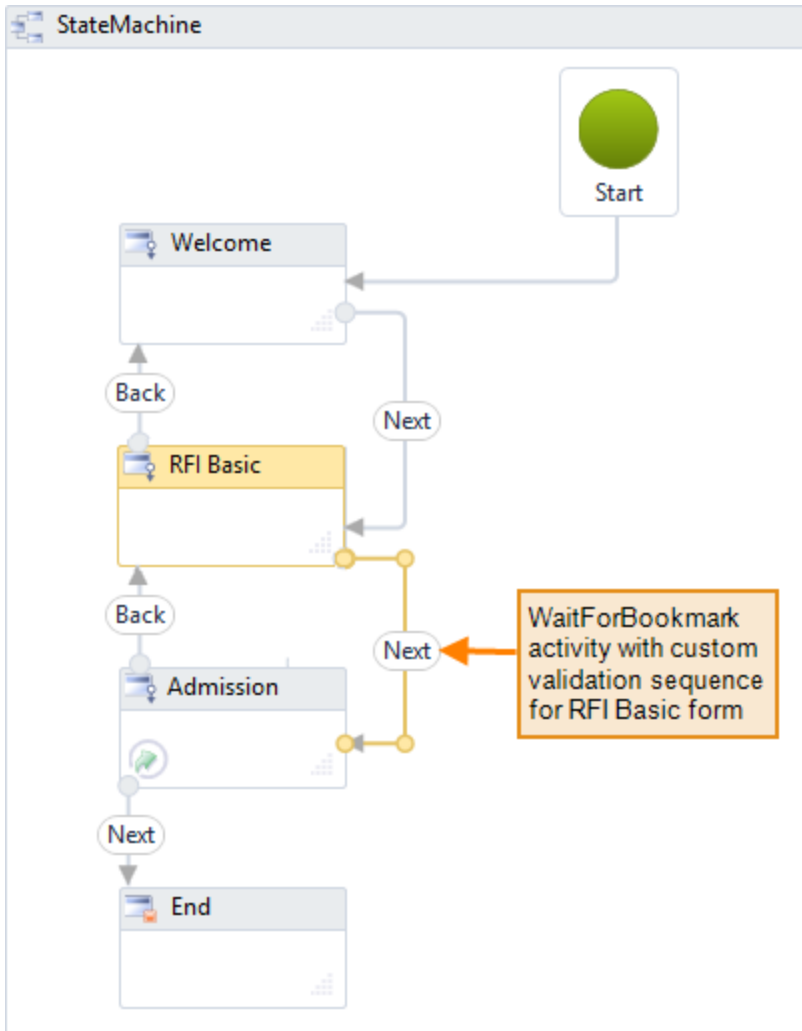 StateMachine
Start
Welcome
Back
Next
RFI Basic
Back
Next
WaitForBookmark
activity with custom
validation sequence
for RFI Basic form
Admission
Next
End